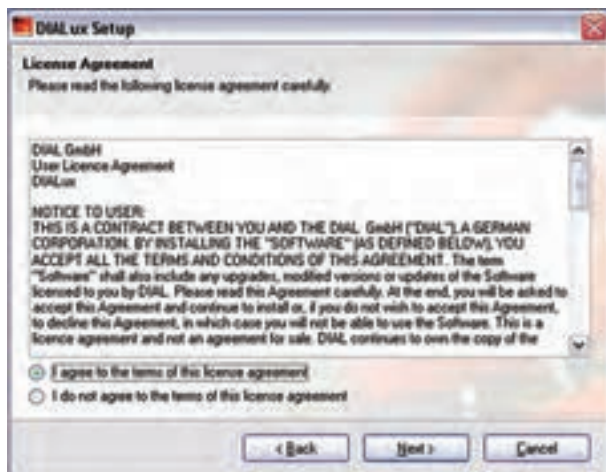 DIALux Setup
License Agreement
Please read the following license agreement carefully.
DIAL GmbH
User Licence Agreement
DIALux
NOTICE TO USER:
THIS IS A CONTRACT BETWEEN YOU AND THE DIAL GmbH ("DIAL"), A GERMAN
CORPORATION. BY INSTALLING THE "SOFTWARE" (AS DEFINED BELOW), YOU
ACCEPT ALL THE TERMS AND CONDITIONS OF THIS AGREEMENT. The term
"Software" shall also include any upgrades, modified versions or updates of the Software
licensed to you by DIAL. Please read this Agreement carefully. At the end, you will be asked to
accept this Agreement and continue to install or, if you do not wish to accept this Agreement,
to decline this Agreement, in which case you will not be able to use the Software. This is a
licence agreement and not an agreement for sale. DIAL continues to own the copy of the
I agree to the terms of this license agreement
I do not agree to the terms of this license agreement
< Back
Next >
Cancel